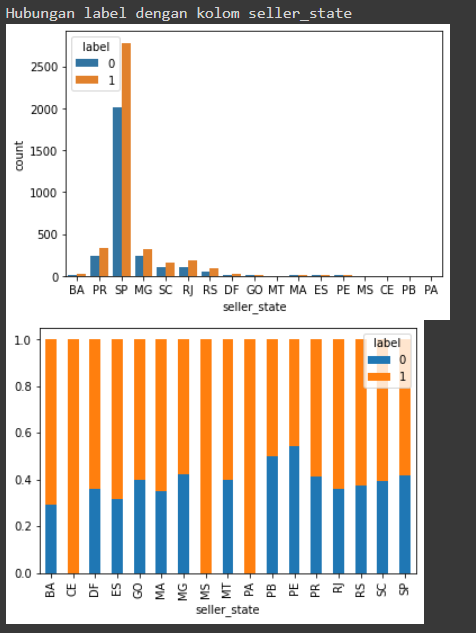 Hubungan label dengan kolom seller_state
label
0
1
2500
2000
1500
1000
500
0
count
BA PR SP MG SC RJ RS DF GO MT MA ES PE MS CE PB PA
seller_state
label
0
1
1.0
0.8
0.6
0.4
0.2
0.0
BA CE DF ES GO MA MG MS MT PA PB PE PR RJ RS SC SP
seller_state